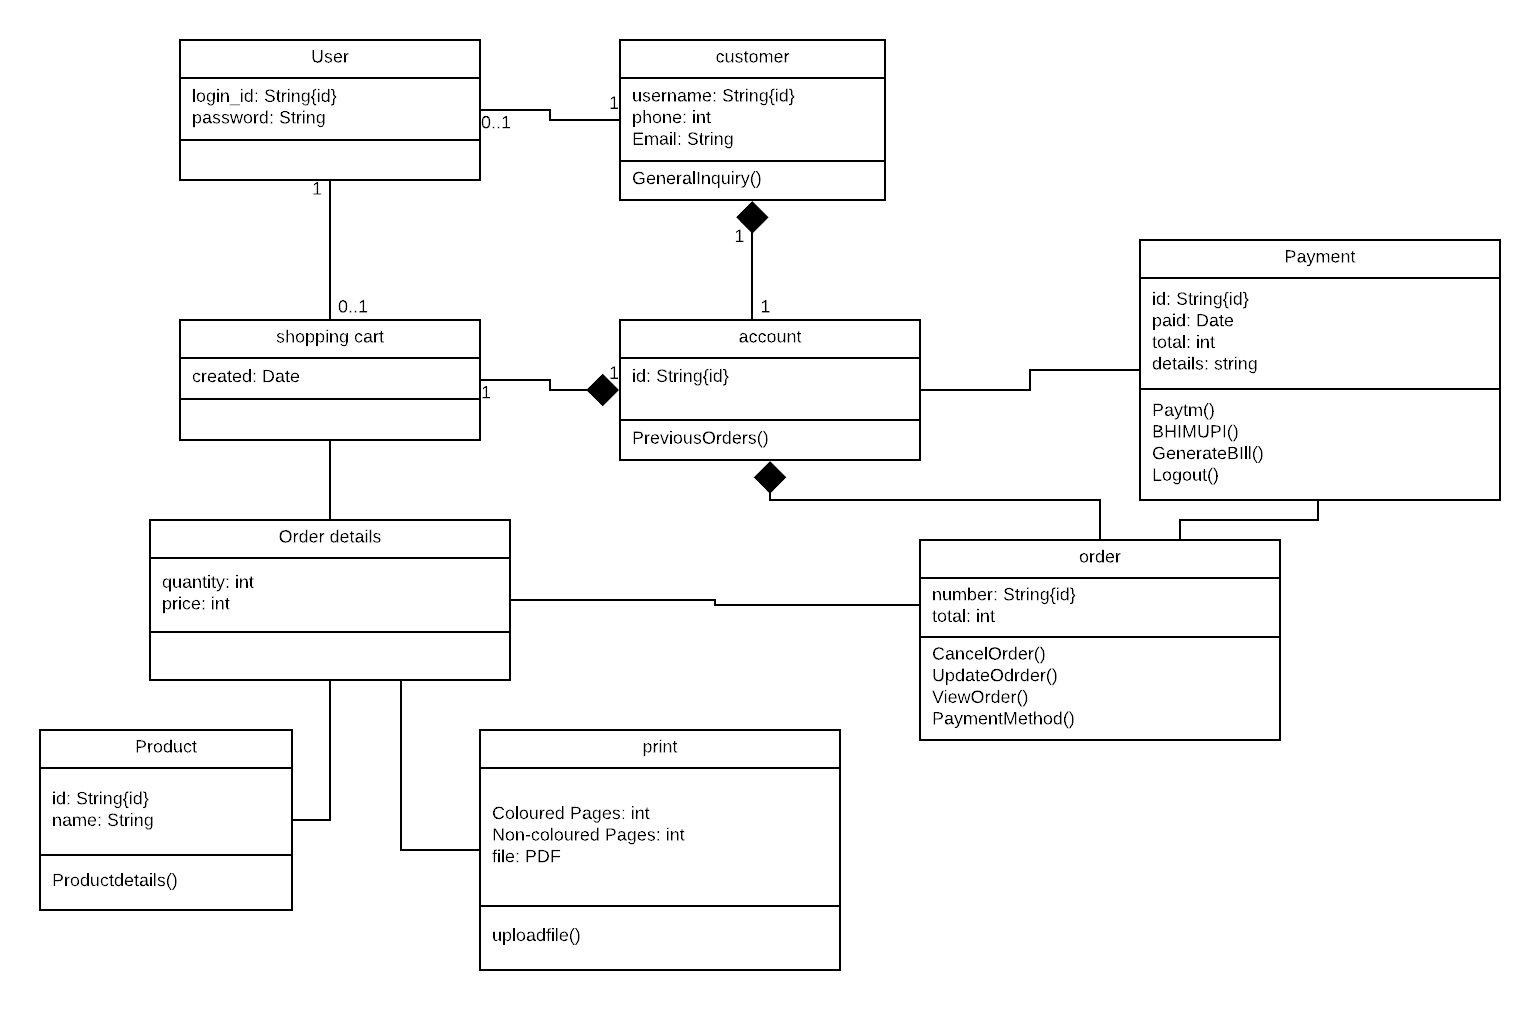 User
login_id: String{id}
password: String
0..1
1
customer
username: String{id}
phone: int
Email: String
GeneralInquiry()
1
1
1
0..1
shopping cart
created: Date
1
1
account
id: String{id}
PreviousOrders()
Payment
id: String{id}
paid: Date
total: int
details: string
Paytm()
BHIMUPI()
GenerateBIll()
Logout()
Order details
quantity: int
price: int
order
number: String{id}
total: int
CancelOrder()
UpdateOdrder()
ViewOrder()
PaymentMethod()
Product
id: String{id}
name: String
Productdetails()
print
Coloured Pages: int
Non-coloured Pages: int
file: PDF
uploadfile()